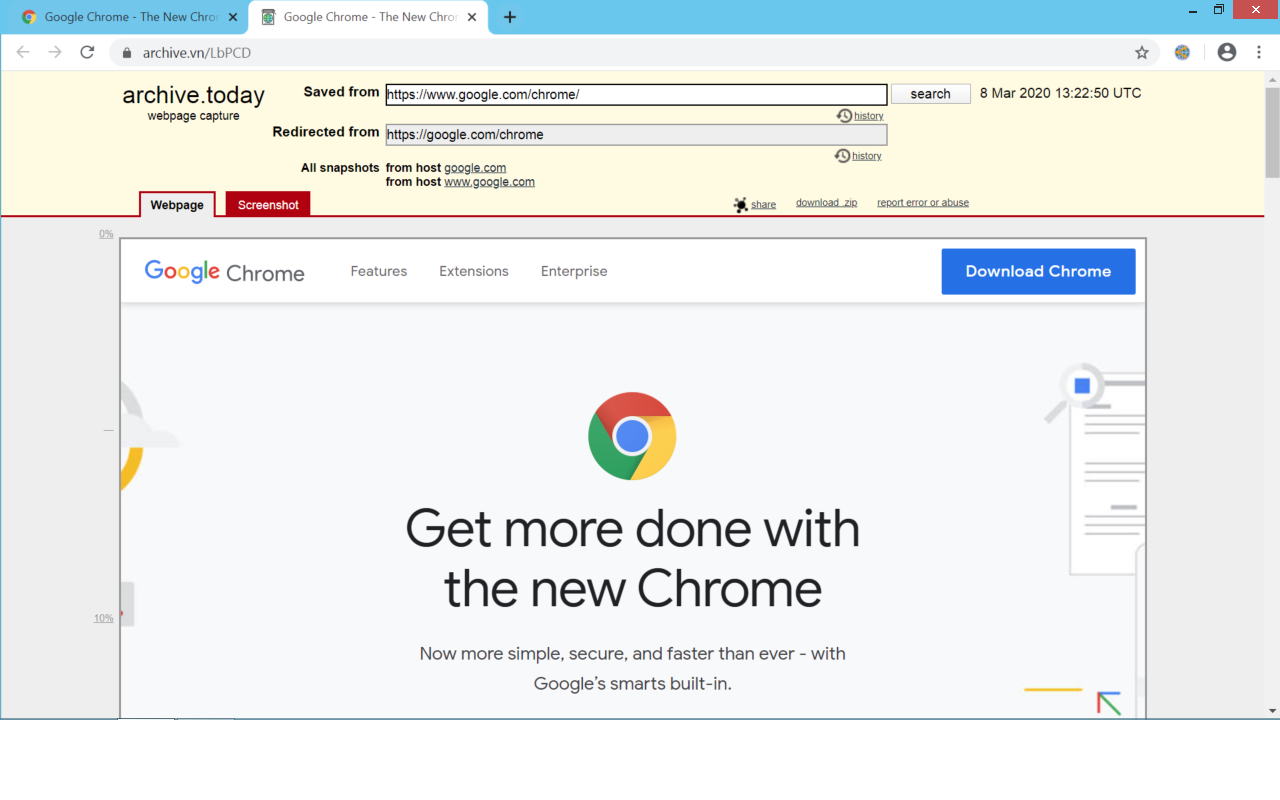 Google Chrome - The New Chro
Google Chrome - The New Chro
archive.vn/LbPCD
archive.today
webpage capture
Saved from
https://www.google.com/chrome/
search
8 Mar 2020 13:22:50 UTC
history
Redirected from
https://google.com/chrome
history
All snapshots
from host google.com
from host www.google.com
Webpage
Screenshot
share
download .zip
report error or abuse
0%
Google Chrome
Features
Extensions
Enterprise
Download Chrome
Get more done with
the new Chrome
10%
Now more simple, secure, and faster than ever - with
Google’s smarts built-in.